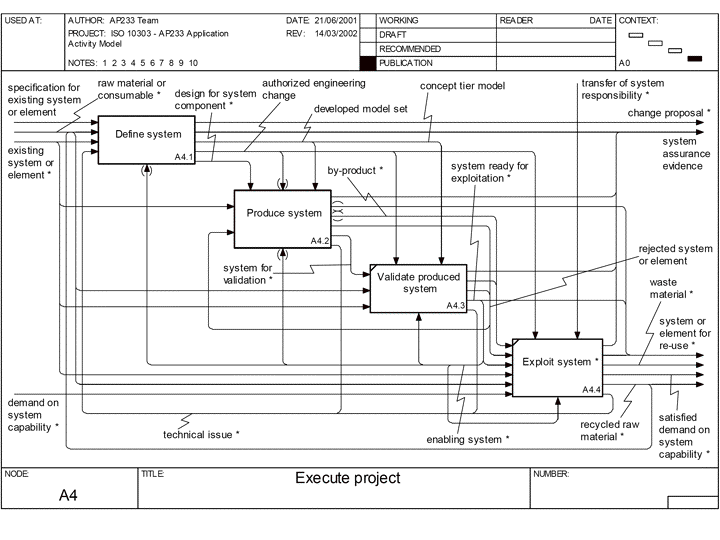 USED AT:
AUTHOR: AP233 Team
DATE: 21/06/2001
WORKING
READER
DATE
CONTEXT:
PROJECT: ISO 10303 - AP233 Application
REV: 14/03/2002
DRAFT
Activity Model
RECOMMENDED
NOTES: 1 2 3 4 5 6 7 8 9 10
PUBLICATION
A0
specification for
existing system
or element
raw material or
consumable *
design for system
component *
authorized engineering
change
developed model set
concept tier model
transfer of system
responsibility *
change proposal *
system
assurance
evidence
existing
system or
element *
Define system
A4.1
by-product *
system ready for
exploitation *
Produce system
A4.2
system for
validation *
Validate produced
system
A4.3
rejected system
or element
waste
material *
system or
element for
re-use *
Exploit system *
A4.4
demand on
system
capability *
technical issue *
enabling system *
recycled raw
material *
satisfied
demand on
system
capability *
NODE:
TITLE:
NUMBER:
A4
Execute project